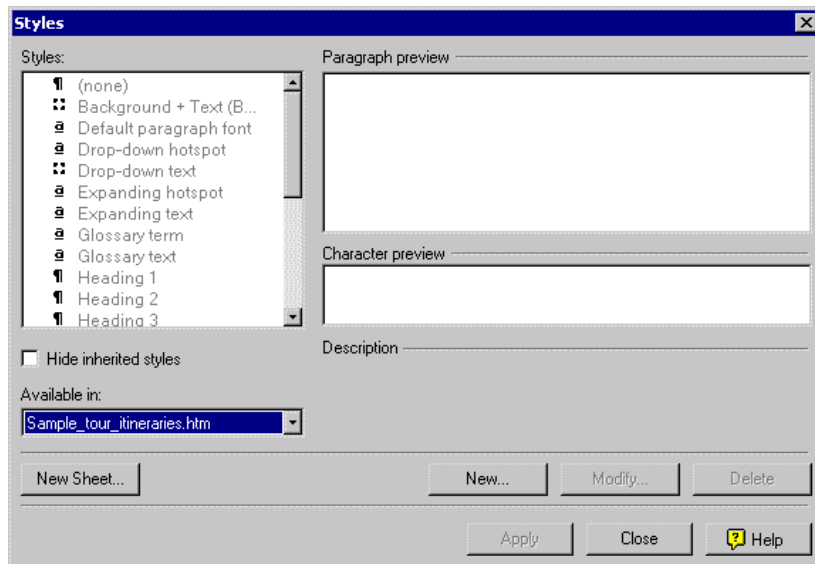 Styles
Styles:
(none)
Background + Text (B...
Default paragraph font
Drop-down hotspot
Drop-down text
Expanding hotspot
Expanding text
Glossary term
Glossary text
Heading 1
Heading 2
Heading 3
Hide inherited styles
Available in:
Sample_tour_itineraries.htm
Paragraph preview
Character preview
Description
New Sheet...
New...
Modify...
Delete
Apply
Close
Help